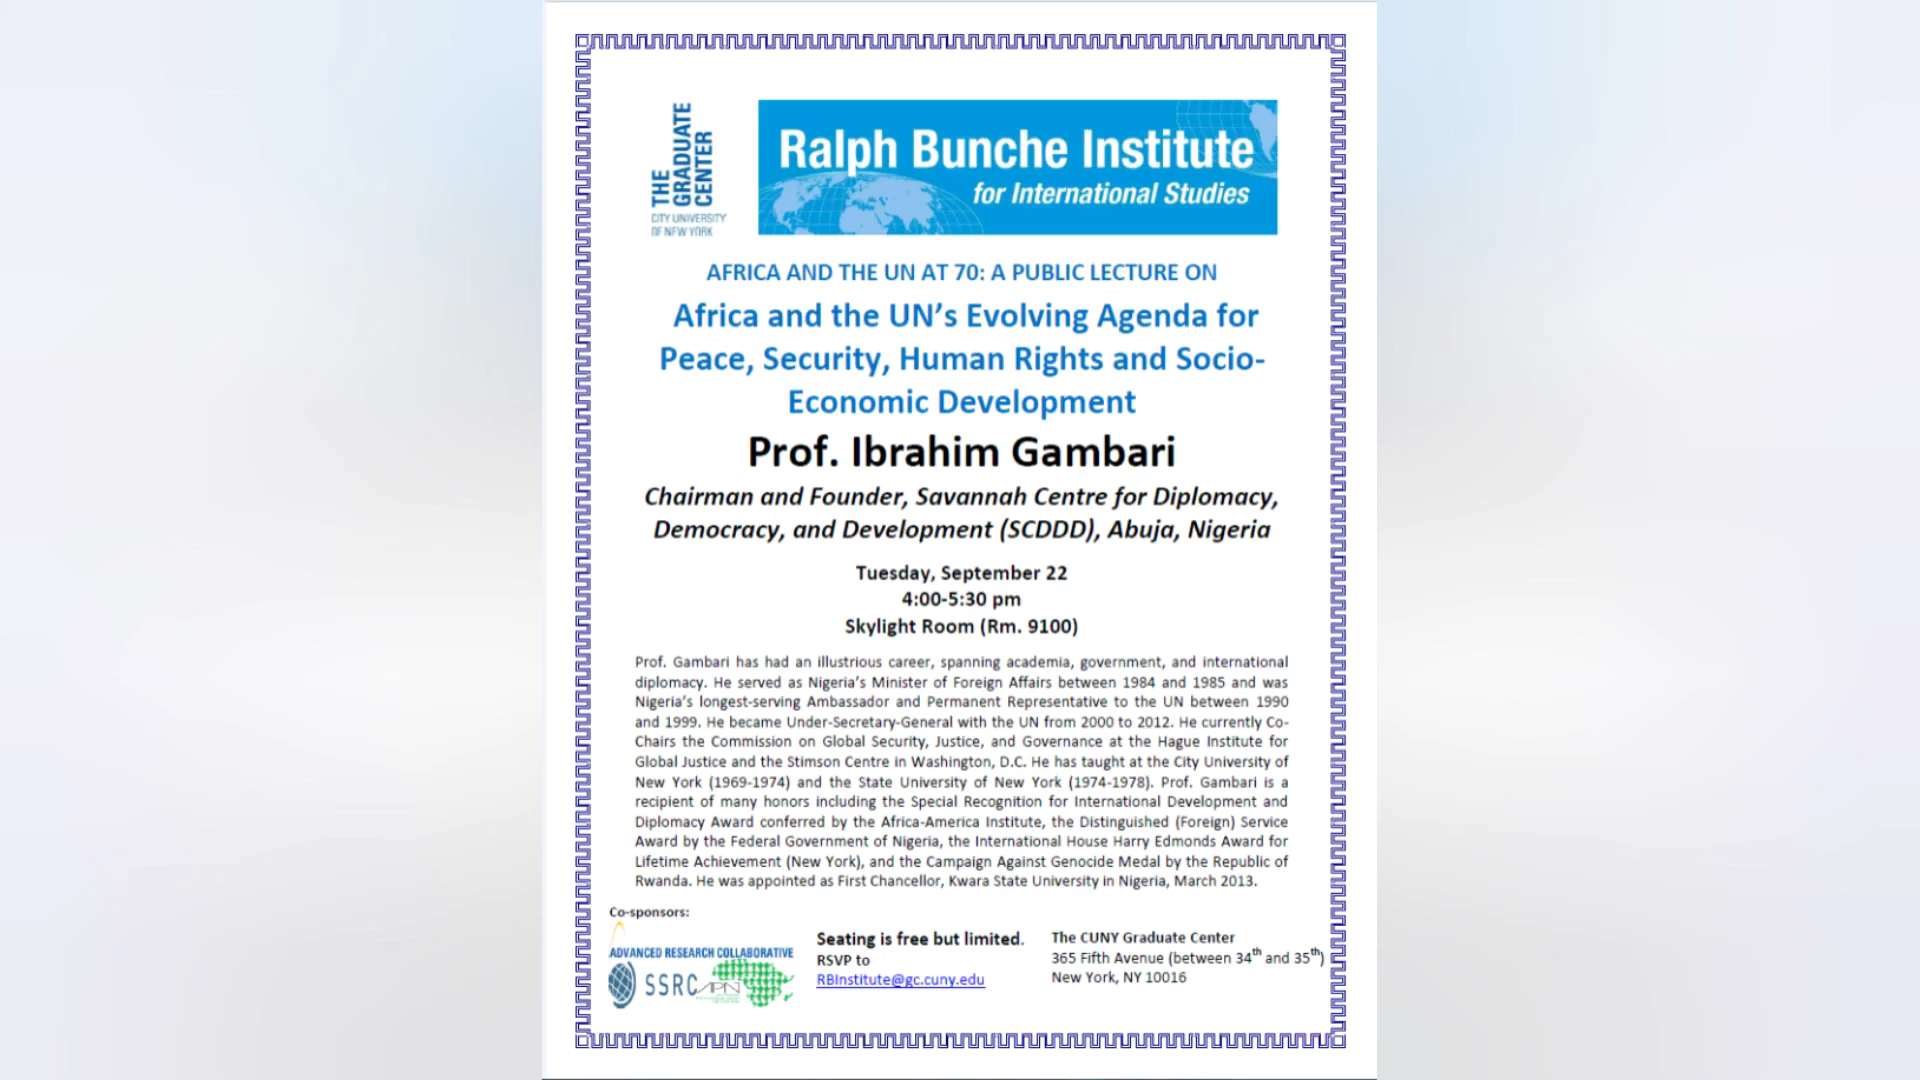 THE
GRADUATE
CENTER
CITY UNIVERSITY
OF NEW YORK
Ralph Bunche Institute
for International Studies
AFRICA AND THE UN AT 70: A PUBLIC LECTURE ON
Africa and the UN’s Evolving Agenda for
Peace, Security, Human Rights and Socio-
Economic Development
Prof. Ibrahim Gambari
Chairman and Founder, Savannah Centre for Diplomacy,
Democracy, and Development (SCDDD), Abuja, Nigeria
Tuesday, September 22
4:00-5:30 pm
Skylight Room (Rm. 9100)
Prof. Gambari has had an illustrious career, spanning academia, government, and international
diplomacy. He served as Nigeria’s Minister of Foreign Affairs between 1984 and 1985 and was
Nigeria’s longest-serving Ambassador and Permanent Representative to the UN between 1990
and 1999. He became Under-Secretary-General with the UN from 2000 to 2012. He currently Co-
Chairs the Commission on Global Security, Justice, and Governance at the Hague Institute for
Global Justice and the Stimson Centre in Washington, D.C. He has taught at the City University of
New York (1969-1974) and the State University of New York (1974-1978). Prof. Gambari is a
recipient of many honors including the Special Recognition for International Development and
Diplomacy Award conferred by the Africa-America Institute, the Distinguished (Foreign) Service
Award by the Federal Government of Nigeria, the International House Harry Edmonds Award for
Lifetime Achievement (New York), and the Campaign Against Genocide Medal by the Republic of
Rwanda. He was appointed as First Chancellor, Kwara State University in Nigeria, March 2013.
Co-sponsors:
ADVANCED RESEARCH COLLABORATIVE
SSRC APN
Seating is free but limited.
RSVP to
RBInstitute@gc.cuny.edu
The CUNY Graduate Center
365 Fifth Avenue (between 34th and 35th)
New York, NY 10016